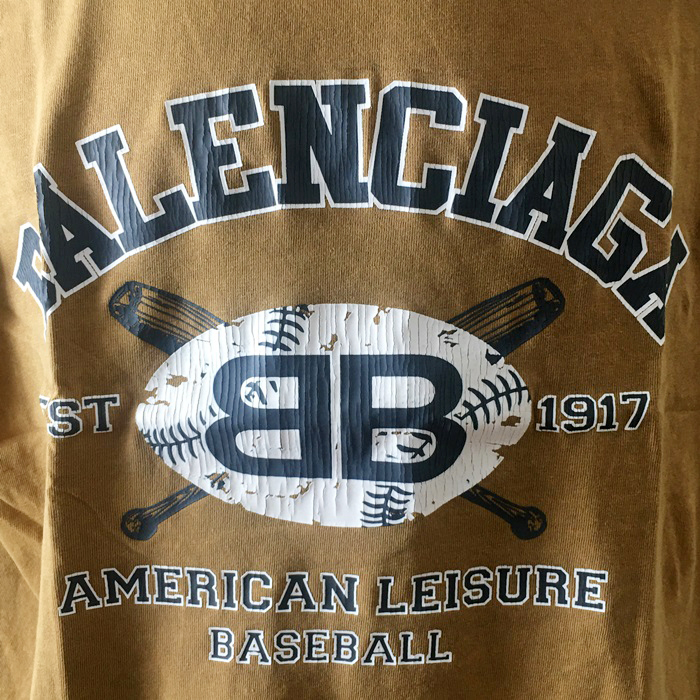 BALENCIAGA
BB
EST 1917
AMERICAN LEISURE
BASEBALL